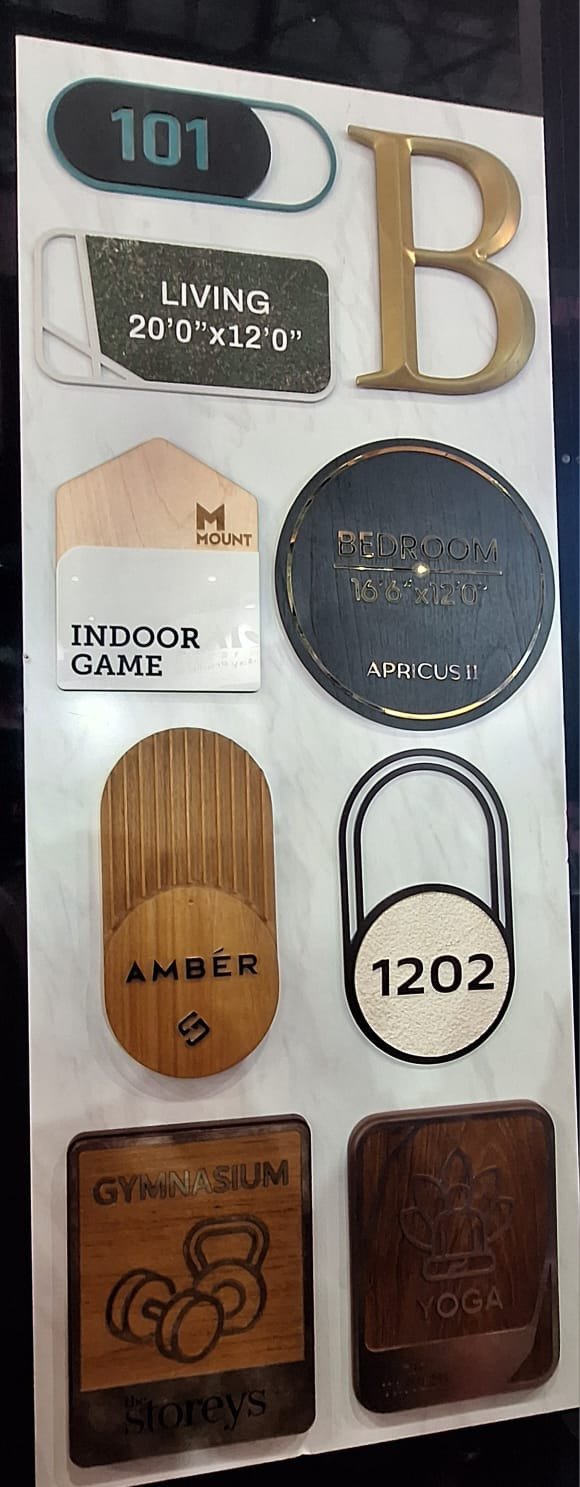 101
B
LIVING
20'0"x12'0"
M
MOUNT
INDOOR
GAME
BEDROOM
16'6"x12'0"
APRICUS II
AMBÉR
1202
GYMNASIUM
the
storeys
YOGA